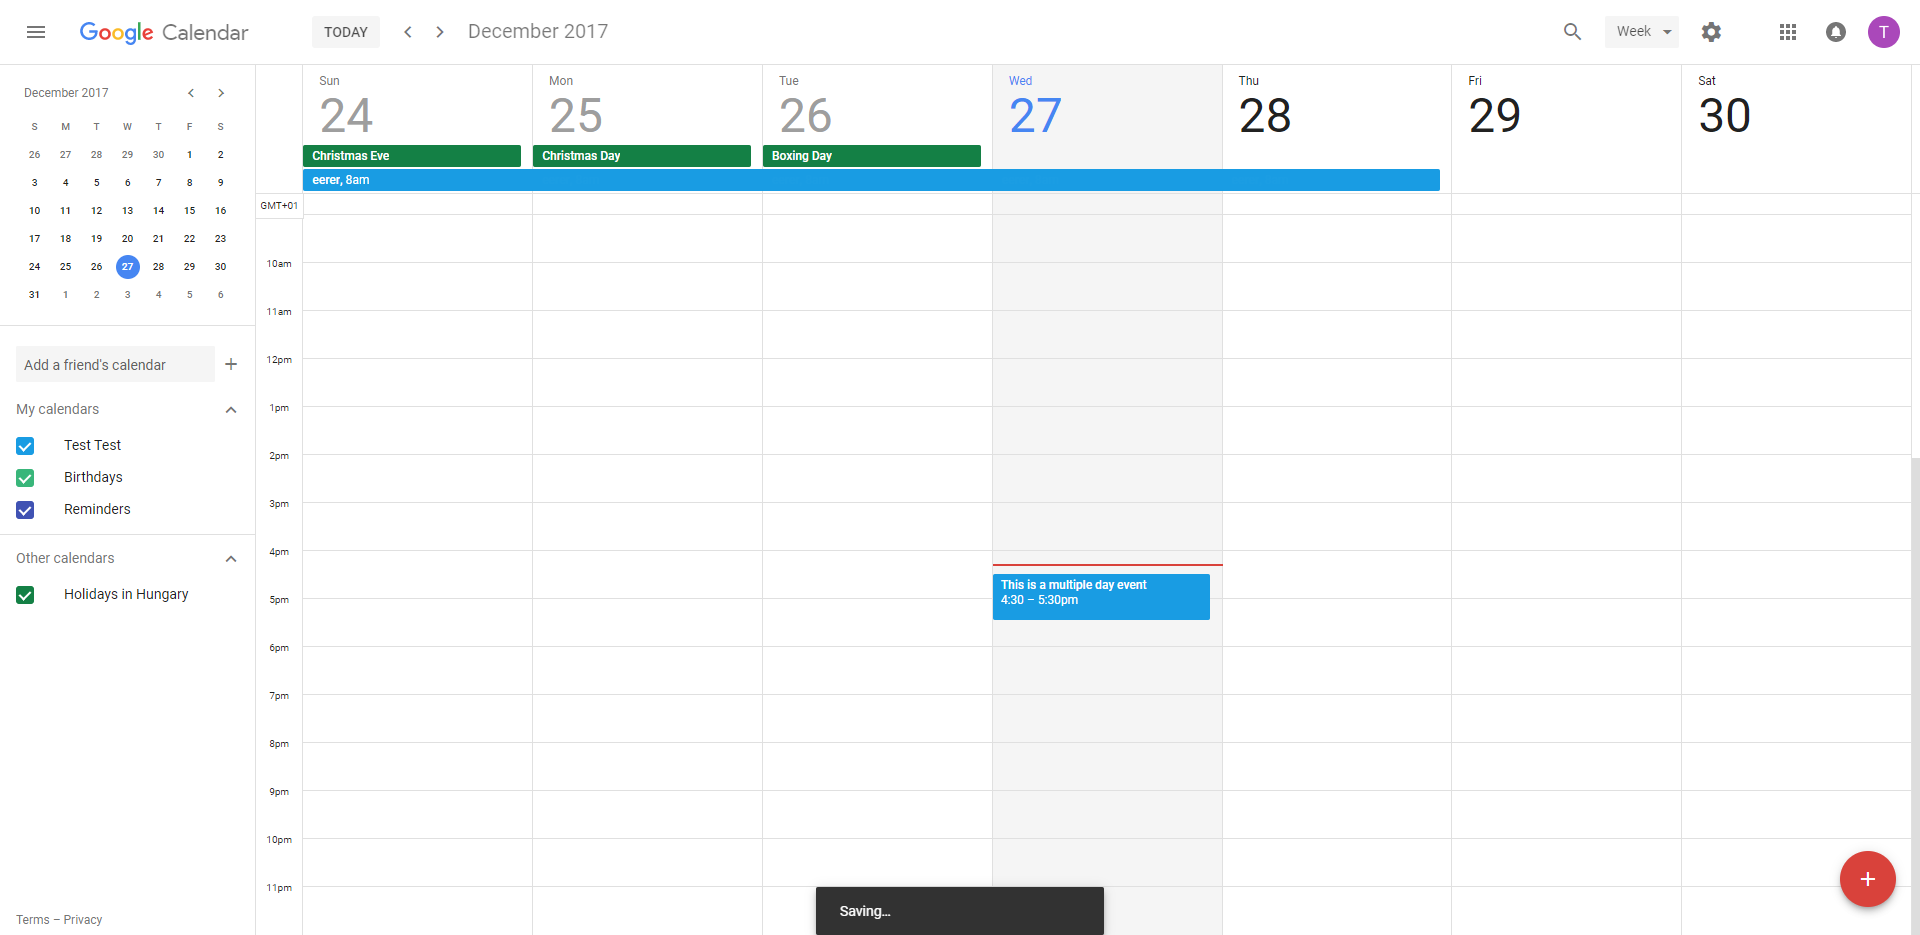 Google Calendar
TODAY
December 2017
Week
T
December 2017
S M T W T F S
26 27 28 29 30 1 2
3 4 5 6 7 8 9
10 11 12 13 14 15 16
17 18 19 20 21 22 23
24 25 26 27 28 29 30
31 1 2 3 4 5 6
Add a friend's calendar
My calendars
Test Test
Birthdays
Reminders
Other calendars
Holidays in Hungary
Terms – Privacy
Sun Mon Tue Wed Thu Fri Sat
24 25 26 27 28 29 30
Christmas Eve Christmas Day Boxing Day
eerer, 8am
GMT+01
10am
11am
12pm
1pm
2pm
3pm
4pm
This is a multiple day event
4:30 – 5:30pm
5pm
6pm
7pm
8pm
9pm
10pm
11pm
Saving...